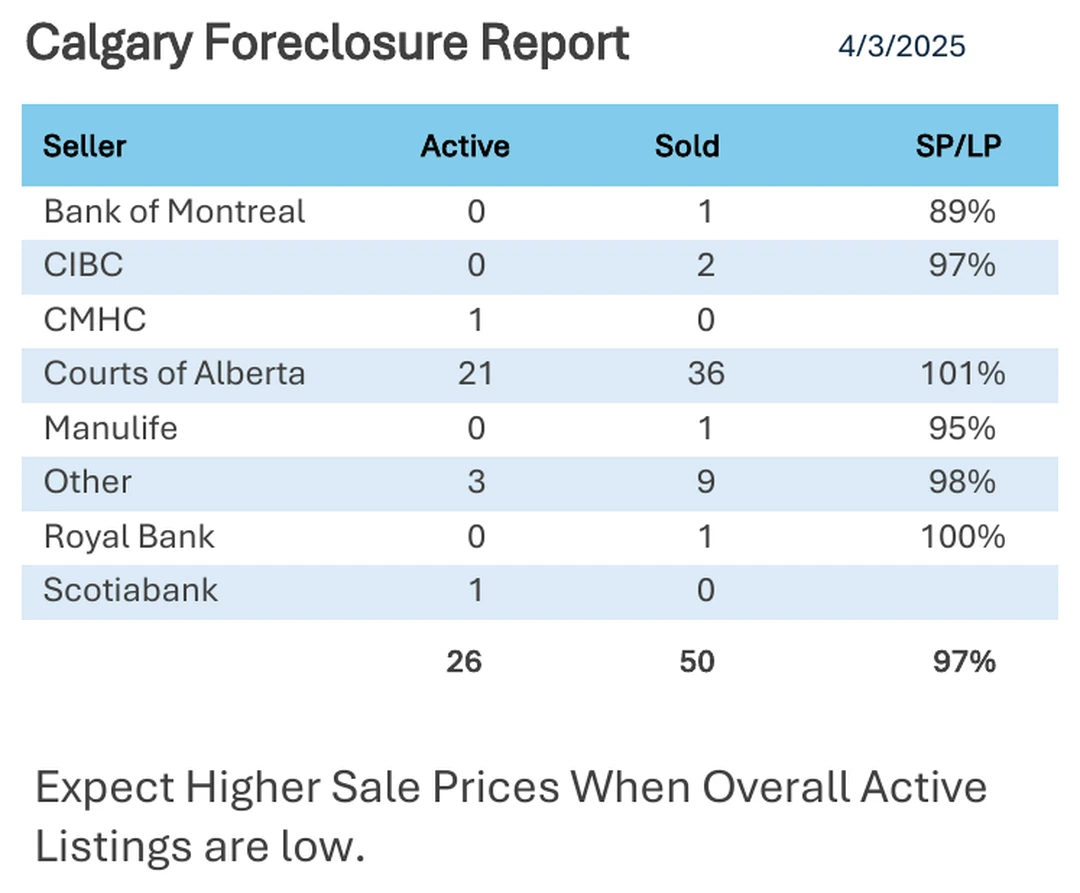 Calgary Foreclosure Report 4/3/2025
Seller Active Sold SP/LP
Bank of Montreal 0 1 89%
CIBC 0 2 97%
CMHC 1 0
Courts of Alberta 21 36 101%
Manulife 0 1 95%
Other 3 9 98%
Royal Bank 0 1 100%
Scotiabank 1 0
26 50 97%
Expect Higher Sale Prices When Overall Active
Listings are low.